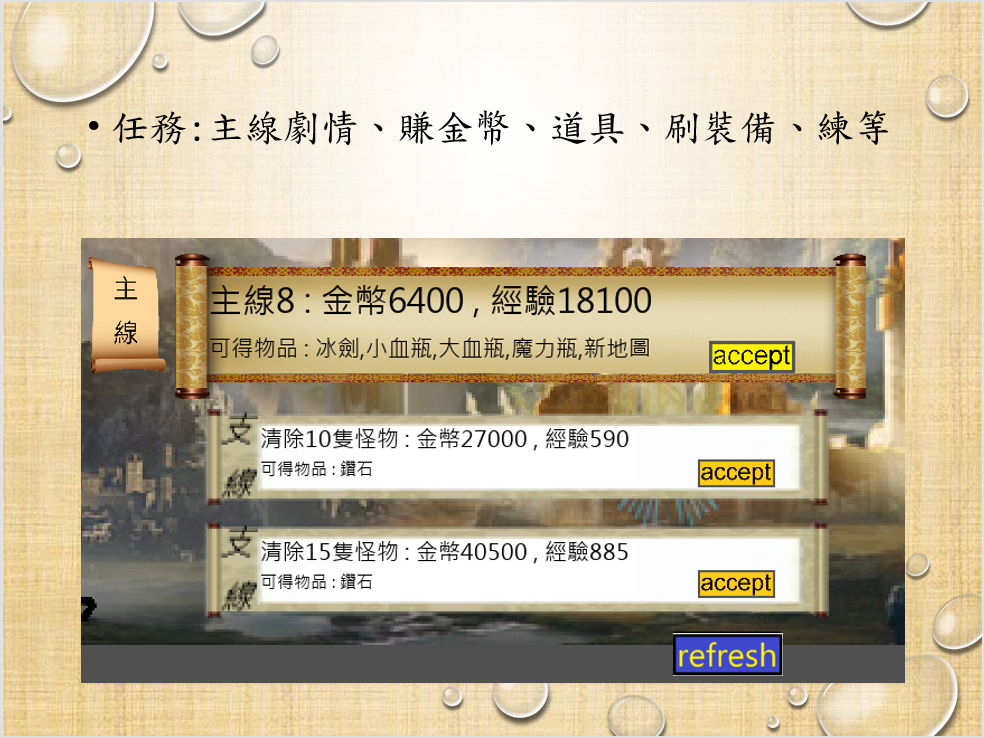 • 任務:主線劇情、賺金幣、道具、刷裝備、練等
主線
主線8 : 金幣6400 , 經驗18100
可得物品 : 冰劍,小血瓶,大血瓶,魔力瓶,新地圖
accept
支線
清除10隻怪物 : 金幣27000 , 經驗590
可得物品 : 鑽石
accept
支線
清除15隻怪物 : 金幣40500 , 經驗885
可得物品 : 鑽石
accept
refresh